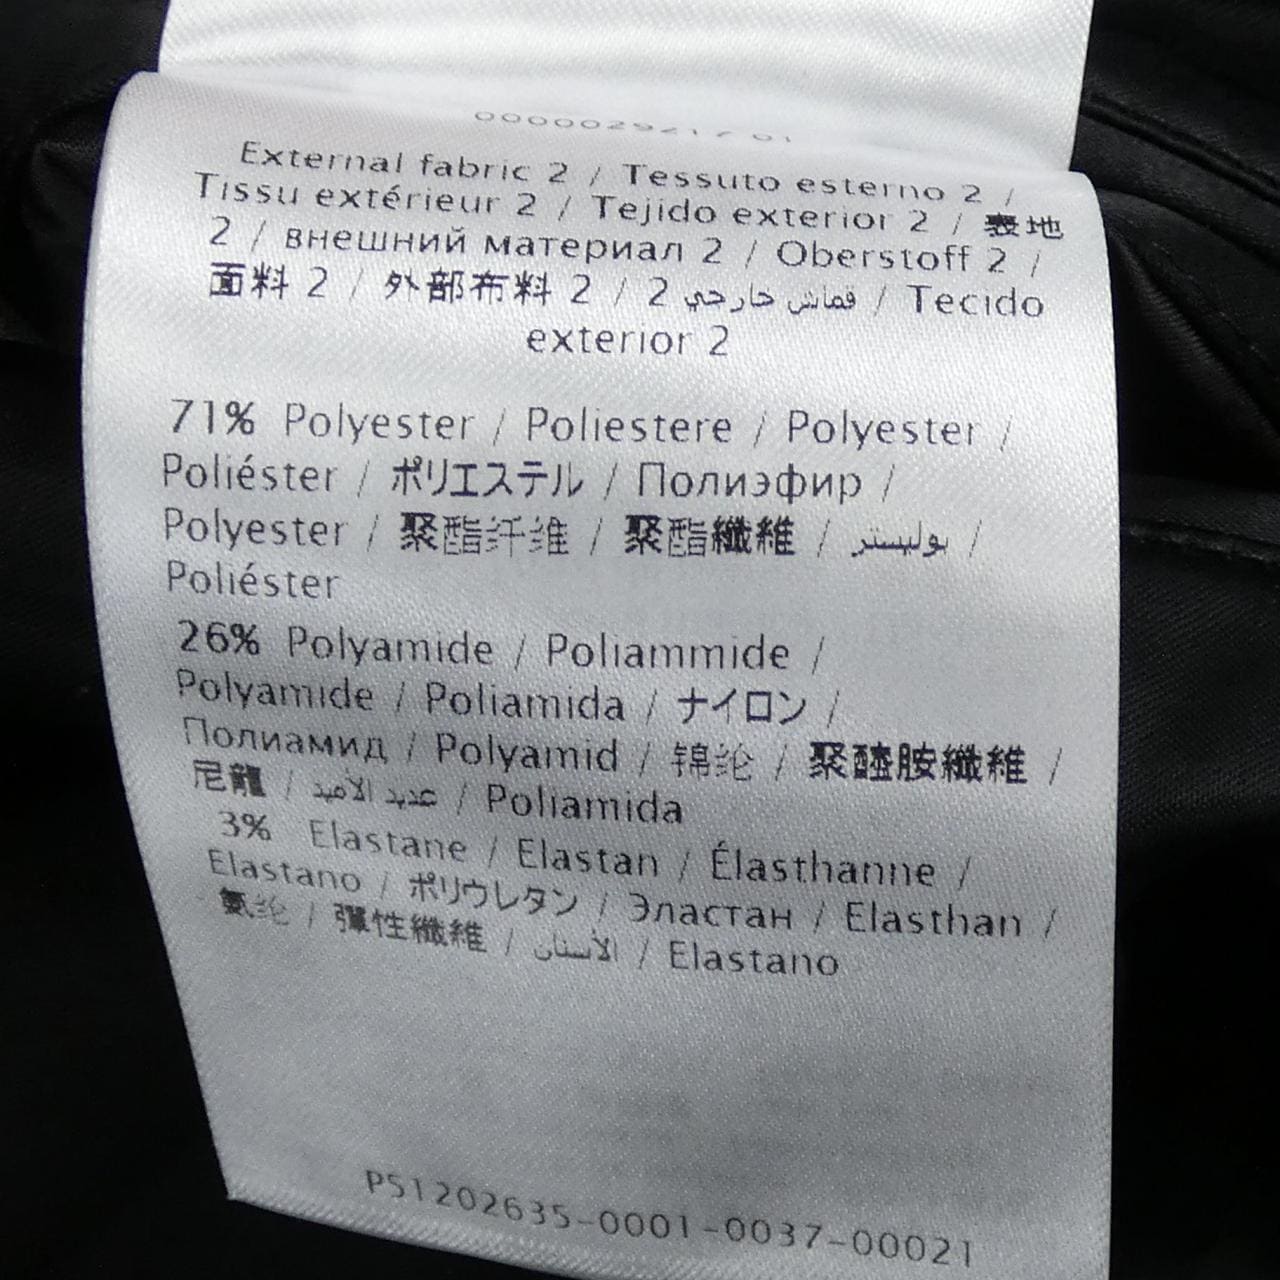 External fabric 2 / Tessuto esterno 2 /
Tissu extérieur 2 / Tejido exterior 2 / 表地
2 / внешний материал 2 / Oberstoff 2 /
面料 2 / 外部布料 2 / 2 قماش خارجي / Tecido
exterior 2
71% Polyester / Poliestere / Polyester /
Poliéster / ポリエステル / Полиэфир /
Polyester / 聚酯纤维 / 聚酯纖維 / بوليستر /
Poliéster
26% Polyamide / Poliammide /
Polyamide / Poliamida / ナイロン /
Полиамид / Polyamid / 锦纶 / 聚醯胺纖維 /
尼龍 / عديد الأميد / Poliamida
3% Elastane / Elastan / Élasthanne /
Elastano / ポリウレタン / Эластан / Elasthan /
氨纶 / 彈性纖維 / الأستان / Elastano
PS1202635-0001-0037-00021